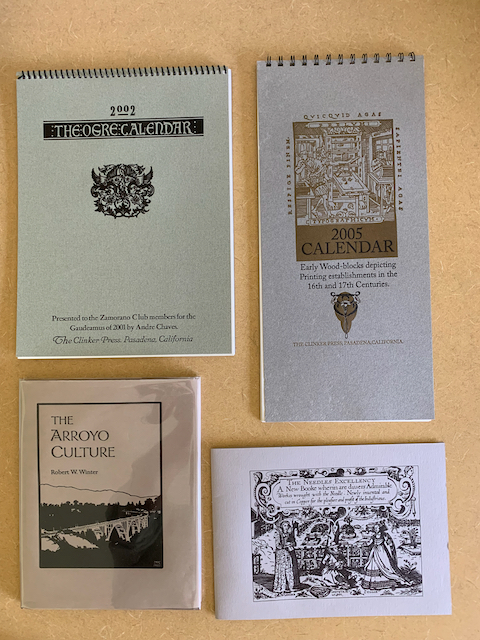 2002
THE·OGRE·CALENDAR
Presented to the Zamorano Club members for the
Gaudeamus of 2001 by Andre Chaves.
The Clinker Press. Pasadena, California
QVICQVID AGAS
RESPICE FINEM
SAPIENTER AGAS
PRELVM
TYPOGRAPHICVM
2005
CALENDAR
Early Wood-blocks depicting
Printing establishments in the
16th and 17th Centuries.
THE CLINKER PRESS PASADENA, CALIFORNIA.
THE
ARROYO
CULTURE
Robert W. Winter
THE NEEDLES EXCELLENCY
A New Booke wherin are divers Admirable
Workes wrought with the Needle. Newly invented and
cut in Copper for the pleasure and profit of the Industrious.